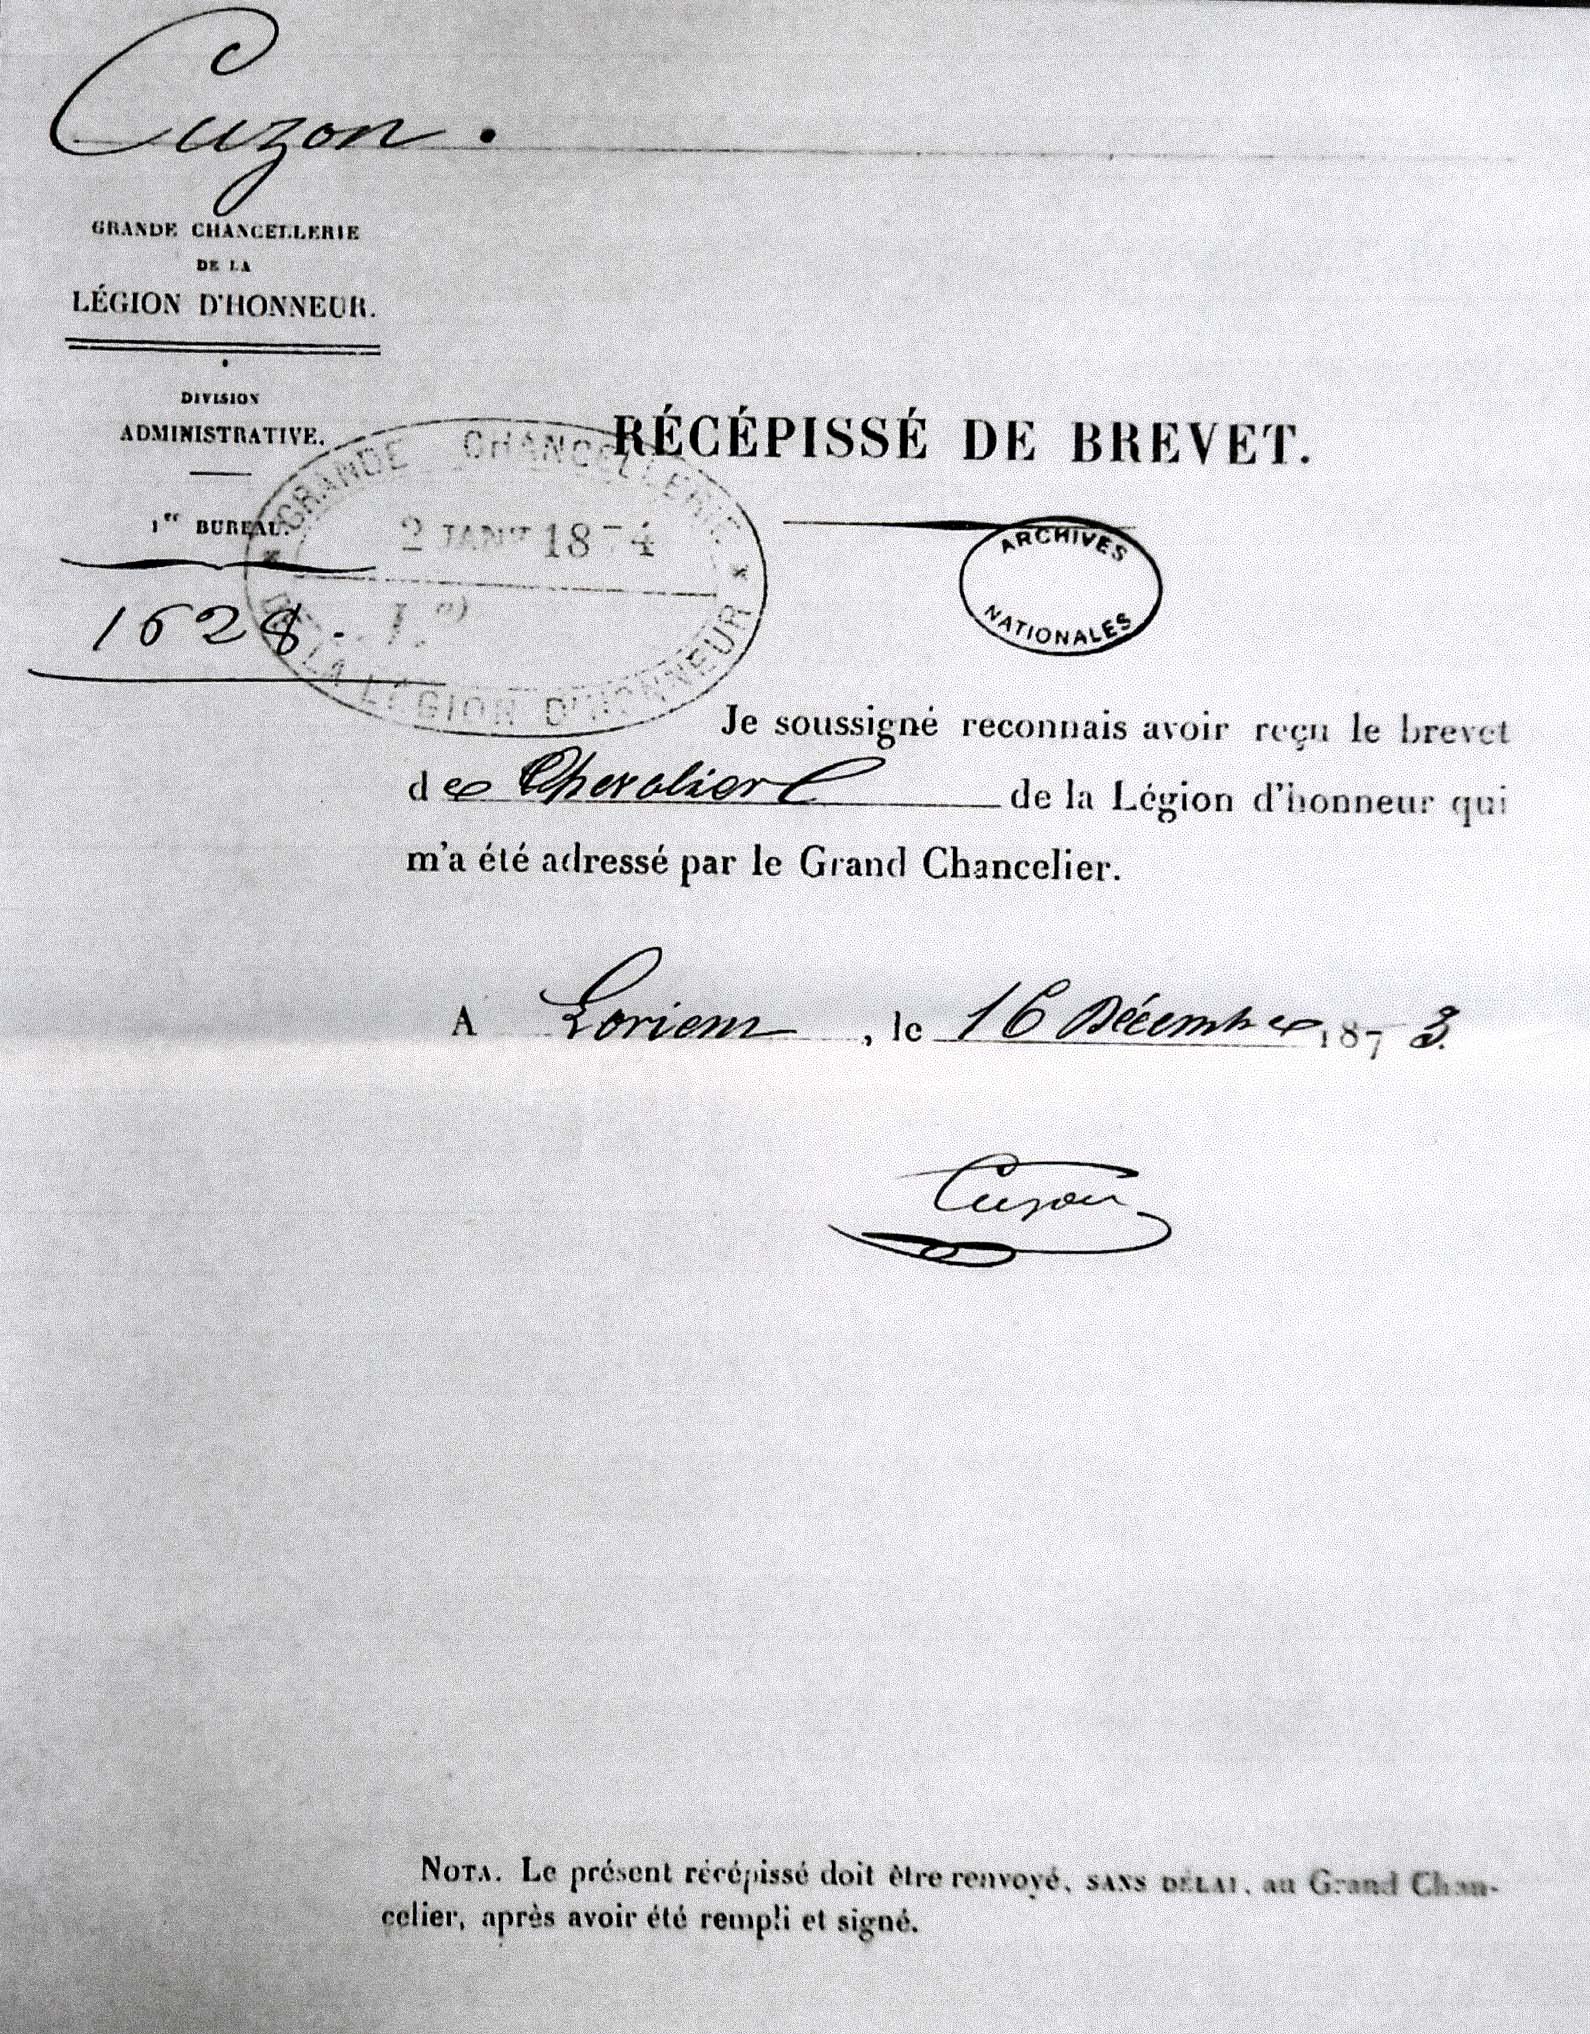 Cuzon.
GRANDE CHANCELLERIE
DE LA
LÉGION D'HONNEUR.
DIVISION
ADMINISTRATIVE.
1er BUREAU.
1628.
GRANDE CHANCELLERIE
2 JANVr 1874
DE LA LÉGION D'HONNEUR
RÉCÉPISSÉ DE BREVET.
ARCHIVES
NATIONALES
Je soussigné reconnais avoir reçu le brevet
de Chevalier de la Légion d'honneur qui
m'a été adressé par le Grand Chancelier.
A Lorient, le 16 Décembre 1873.
Cuzon
NOTA. Le présent récépissé doit être renvoyé, SANS DÉLAI, au Grand Chan-
celier, après avoir été rempli et signé.